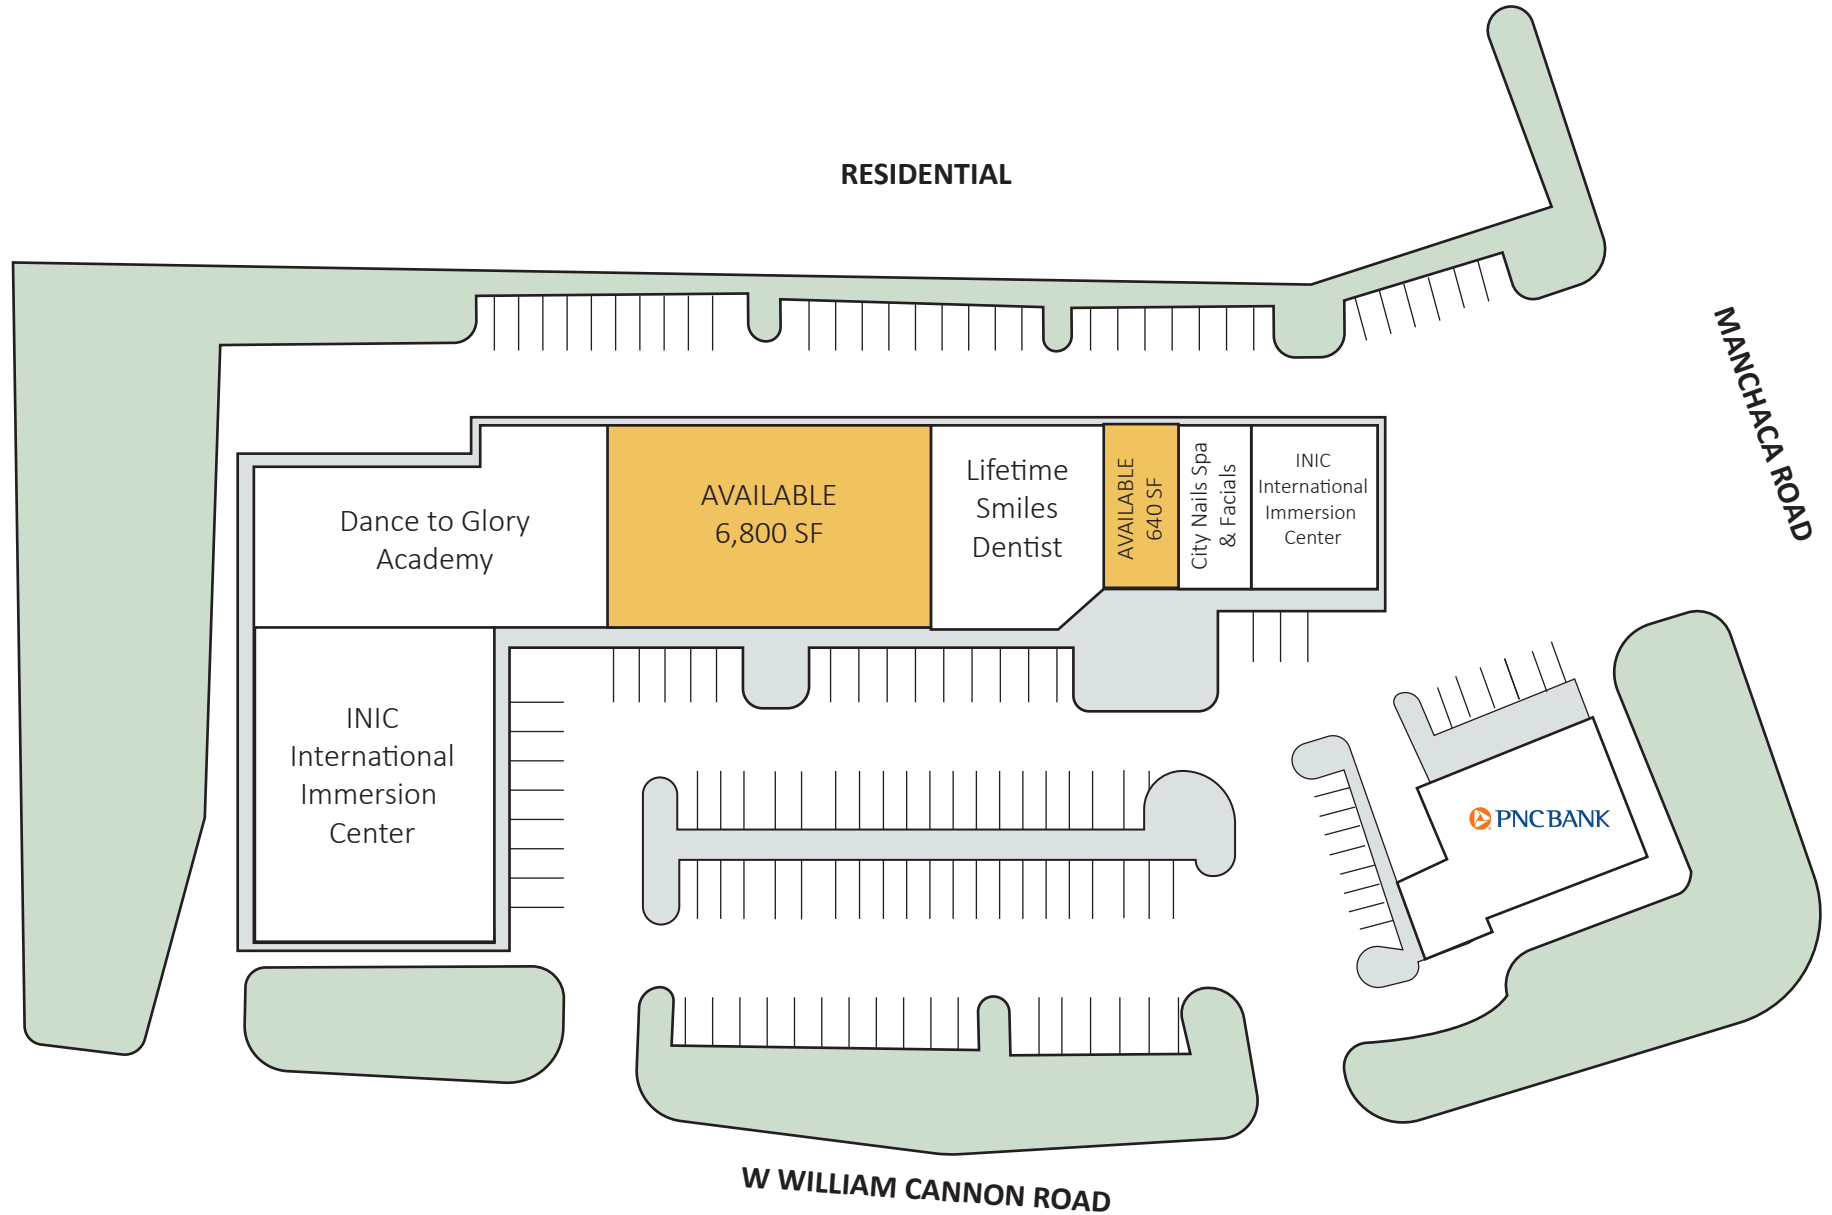 RESIDENTIAL
MANCHACA ROAD
Dance to Glory
Academy
AVAILABLE
6,800 SF
Lifetime
Smiles
Dentist
AVAILABLE
640 SF
City Nails Spa
& Facials
INIC
International
Immersion
Center
INIC
International
Immersion
Center
PNC BANK
W WILLIAM CANNON ROAD